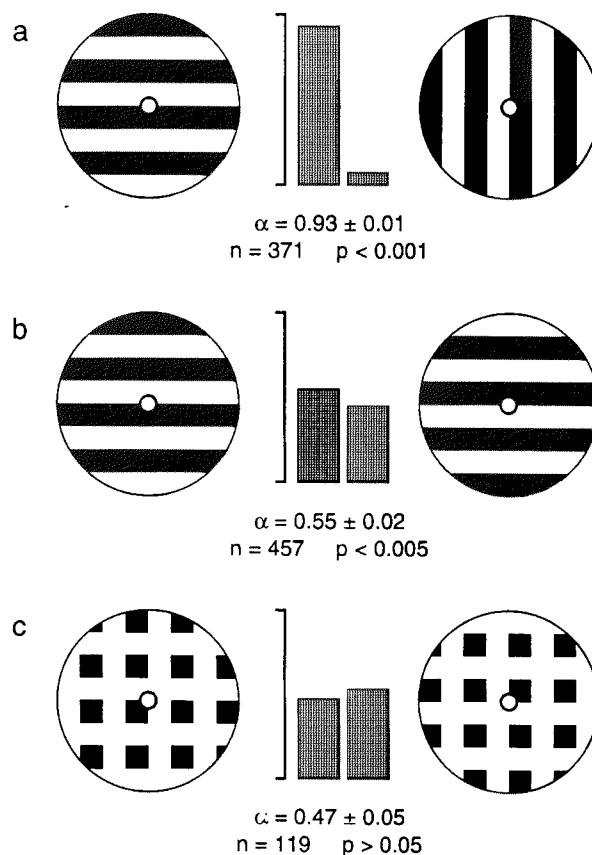 a
α = 0.93 ± 0.01
n = 371 p < 0.001
b
α = 0.55 ± 0.02
n = 457 p < 0.005
c
α = 0.47 ± 0.05
n = 119 p > 0.05